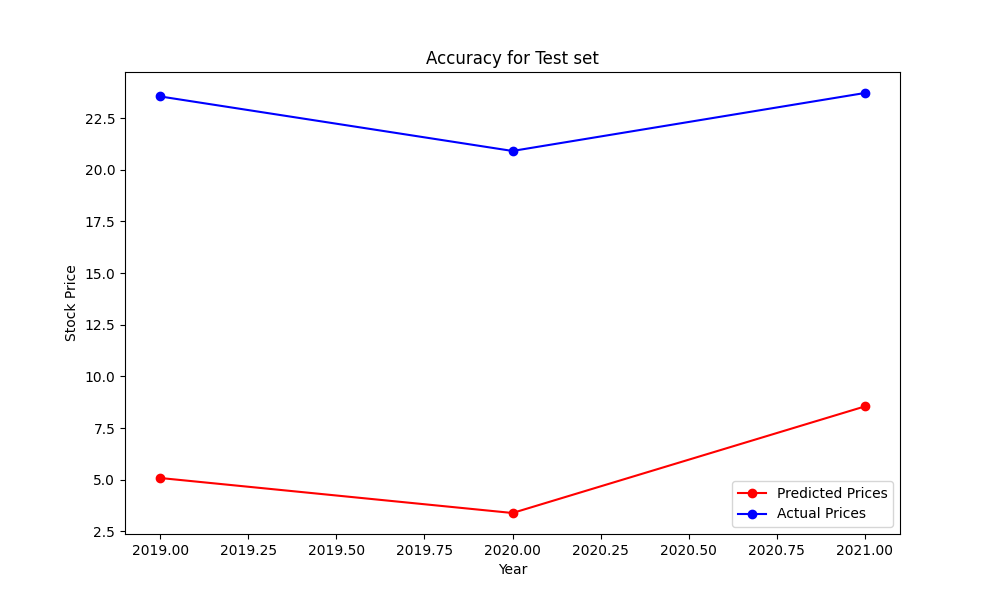 Accuracy for Test set
Stock Price
22.5
20.0
17.5
15.0
12.5
10.0
7.5
5.0
2.5
Predicted Prices
Actual Prices
2019.00 2019.25 2019.50 2019.75 2020.00 2020.25 2020.50 2020.75 2021.00
Year